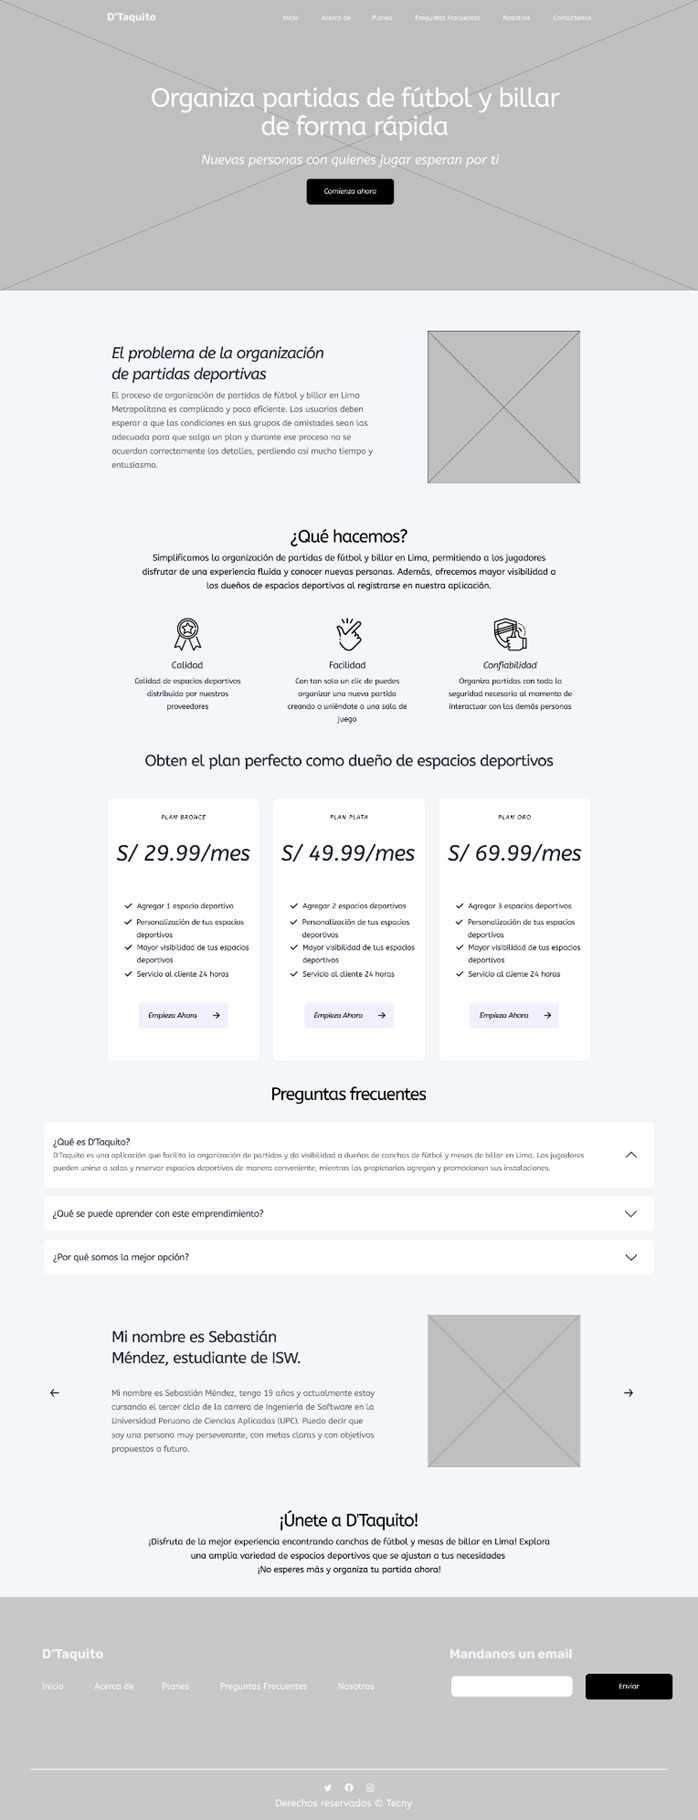 D'Taquito
Inicio Acerca de Planes Preguntas Frecuentes Nosotros Contactanos
Organiza partidas de fútbol y billar
de forma rápida
Nuevas personas con quienes jugar esperan por ti
Comienza ahora
El problema de la organización
de partidas deportivas
El proceso de organización de partidas de fútbol y billar en Lima
Metropolitana es complicado y poco eficiente. Los usuarios deben
esperar a que las condiciones en sus grupos de amistades sean las
adecuada para que salga un plan y durante ese proceso no se
acuerdan correctamente los detalles, perdiendo así mucho tiempo y
entusiasmo.
¿Qué hacemos?
Simplificamos la organización de partidas de fútbol y billar en Lima, permitiendo a los jugadores
disfrutar de una experiencia fluida y conocer nuevas personas. Además, ofrecemos mayor visibilidad a
los dueños de espacios deportivos al registrarse en nuestra aplicación.
Calidad
Calidad de espacios deportivos
distribuida por nuestros
proveedores
Facilidad
Con tan solo un clic de puedes
organizar una nueva partida
creando o uniéndote a una sala de
juego
Confiabilidad
Organiza partidas con toda la
seguridad necesaria al momento de
interactuar con las demás personas
Obten el plan perfecto como dueño de espacios deportivos
PLAN BRONCE
S/ 29.99/mes
Agregar 1 espacio deportivo
Personalización de tus espacios
deportivos
Mayor visibilidad de tus espacios
deportivos
Servicio al cliente 24 horas
Empieza Ahora
PLAN PLATA
S/ 49.99/mes
Agregar 2 espacios deportivos
Personalización de tus espacios
deportivos
Mayor visibilidad de tus espacios
deportivos
Servicio al cliente 24 horas
Empieza Ahora
PLAN ORO
S/ 69.99/mes
Agregar 3 espacios deportivos
Personalización de tus espacios
deportivos
Mayor visibilidad de tus espacios
deportivos
Servicio al cliente 24 horas
Empieza Ahora
Preguntas frecuentes
¿Qué es D'Taquito?
D'Taquito es una aplicación que facilita la organización de partidas y da visibilidad a dueños de canchas de fútbol y mesas de billar en Lima. Los jugadores
pueden unirse a salas y reservar espacios deportivos de manera conveniente, mientras los propietarios agregan y promocionan sus instalaciones.
¿Qué se puede aprender con este emprendimiento?
¿Por qué somos la mejor opción?
Mi nombre es Sebastián
Méndez, estudiante de ISW.
Mi nombre es Sebastián Méndez, tengo 19 años y actualmente estoy
cursando el tercer ciclo de la carrera de Ingeniería de Software en la
Universidad Peruana de Ciencias Aplicadas (UPC). Puedo decir que
soy una persona muy perseverante, con metas claras y con objetivos
propuestos a futuro.
¡Únete a D'Taquito!
¡Disfruta de la mejor experiencia encontrando canchas de fútbol y mesas de billar en Lima! Explora
una amplia variedad de espacios deportivos que se ajustan a tus necesidades
¡No esperes más y organiza tu partida ahora!
D'Taquito
Inicio Acerca de Planes Preguntas Frecuentes Nosotros
Mandanos un email
Enviar
Derechos reservados © Tecny